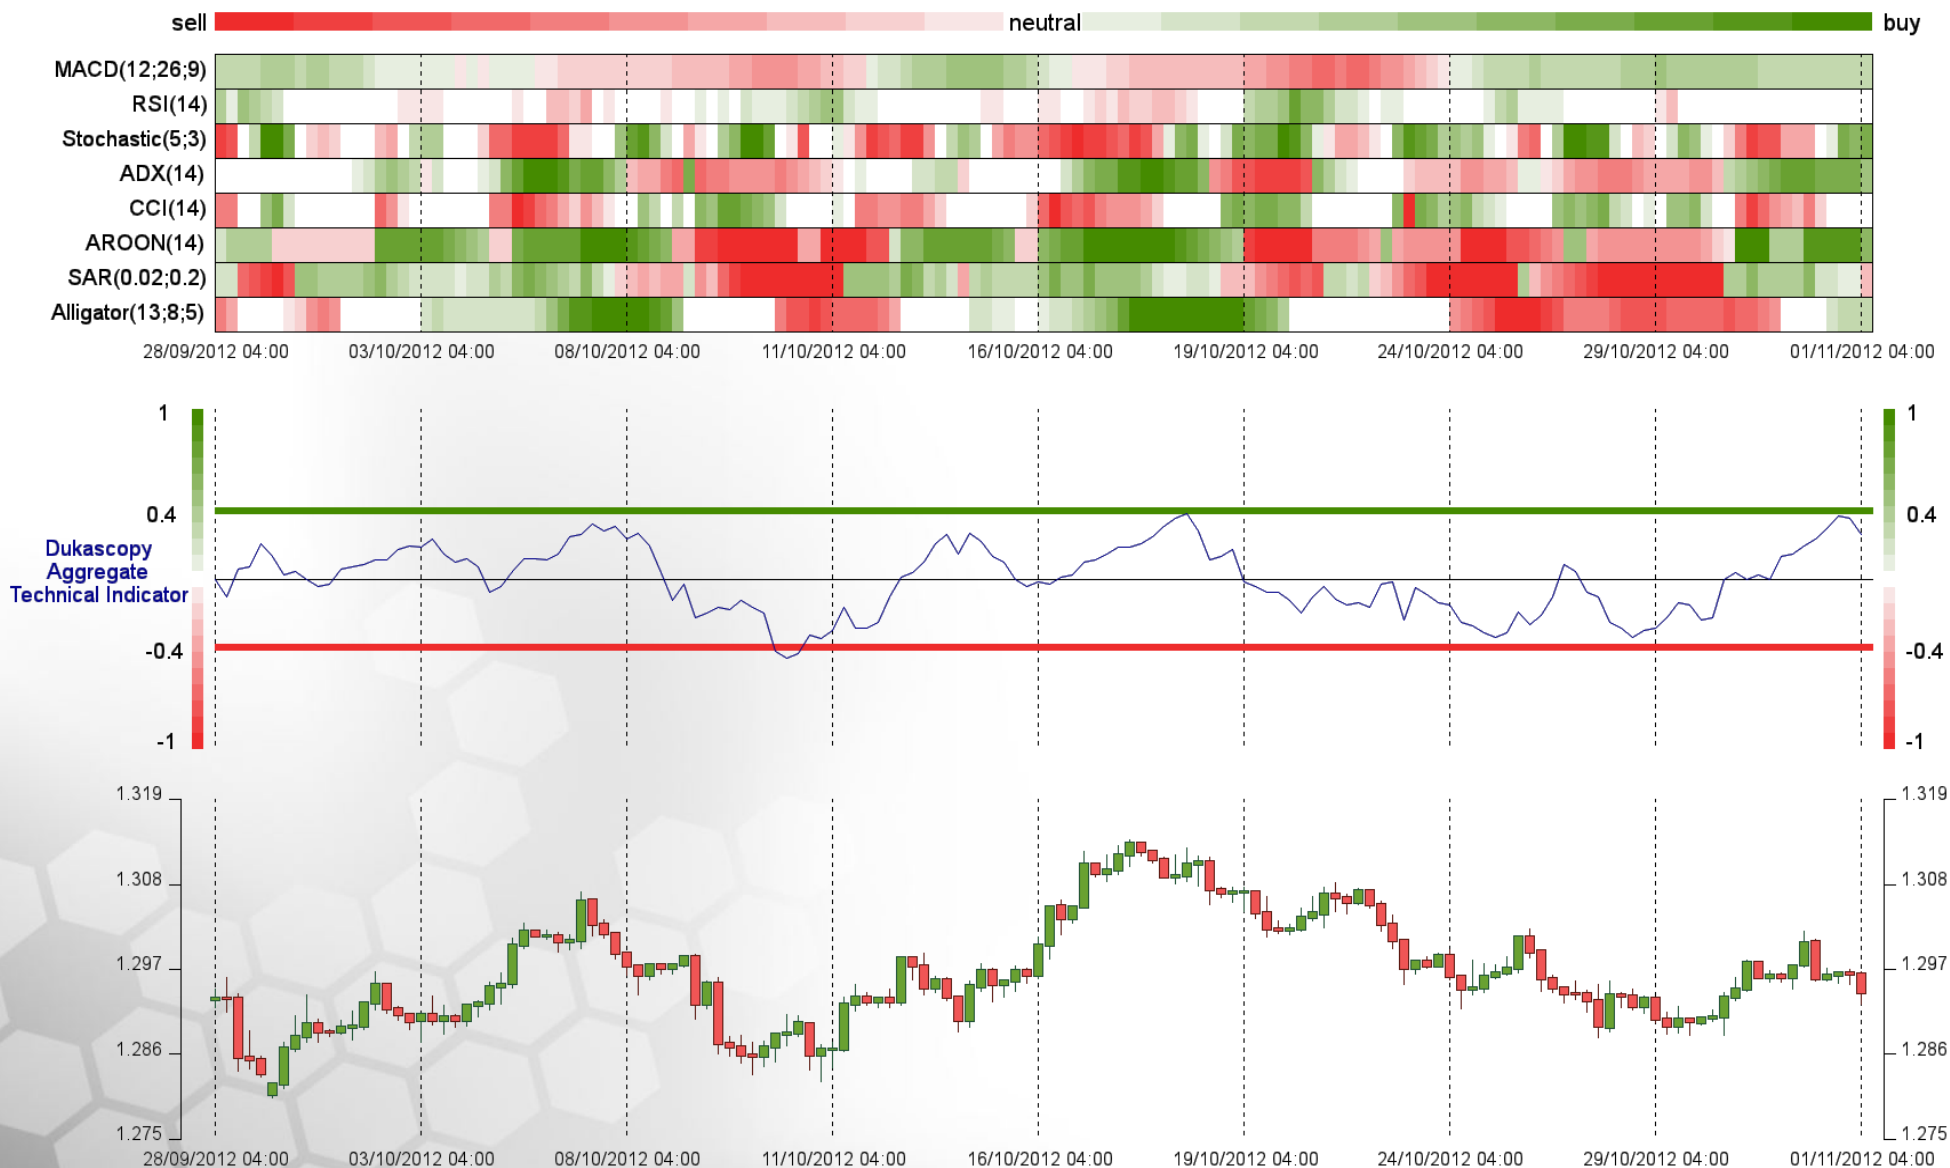 sell neutral buy
MACD(12;26;9)
RSI(14)
Stochastic(5;3)
ADX(14)
CCI(14)
AROON(14)
SAR(0.02;0.2)
Alligator(13;8;5)
28/09/2012 04:00 03/10/2012 04:00 08/10/2012 04:00 11/10/2012 04:00 16/10/2012 04:00 19/10/2012 04:00 24/10/2012 04:00 29/10/2012 04:00 01/11/2012 04:00
1 1
0.4 0.4
Dukascopy
Aggregate
Technical Indicator
-0.4 -0.4
-1 -1
1.319 1.319
1.308 1.308
1.297 1.297
1.286 1.286
1.275 1.275
28/09/2012 04:00 03/10/2012 04:00 08/10/2012 04:00 11/10/2012 04:00 16/10/2012 04:00 19/10/2012 04:00 24/10/2012 04:00 29/10/2012 04:00 01/11/2012 04:00